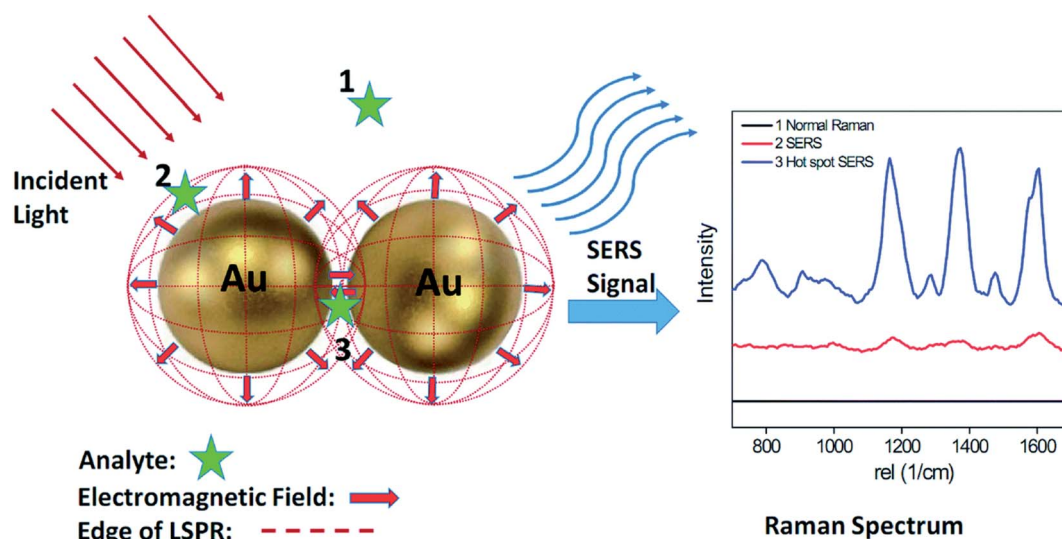 1
2
Incident
Light
Au
Au
3
SERS
Signal
Analyte:
Electromagnetic Field:
Edge of LSPR:
1 Normal Raman
2 SERS
3 Hot spot SERS
Intensity
800 1000 1200 1400 1600
rel (1/cm)
Raman Spectrum